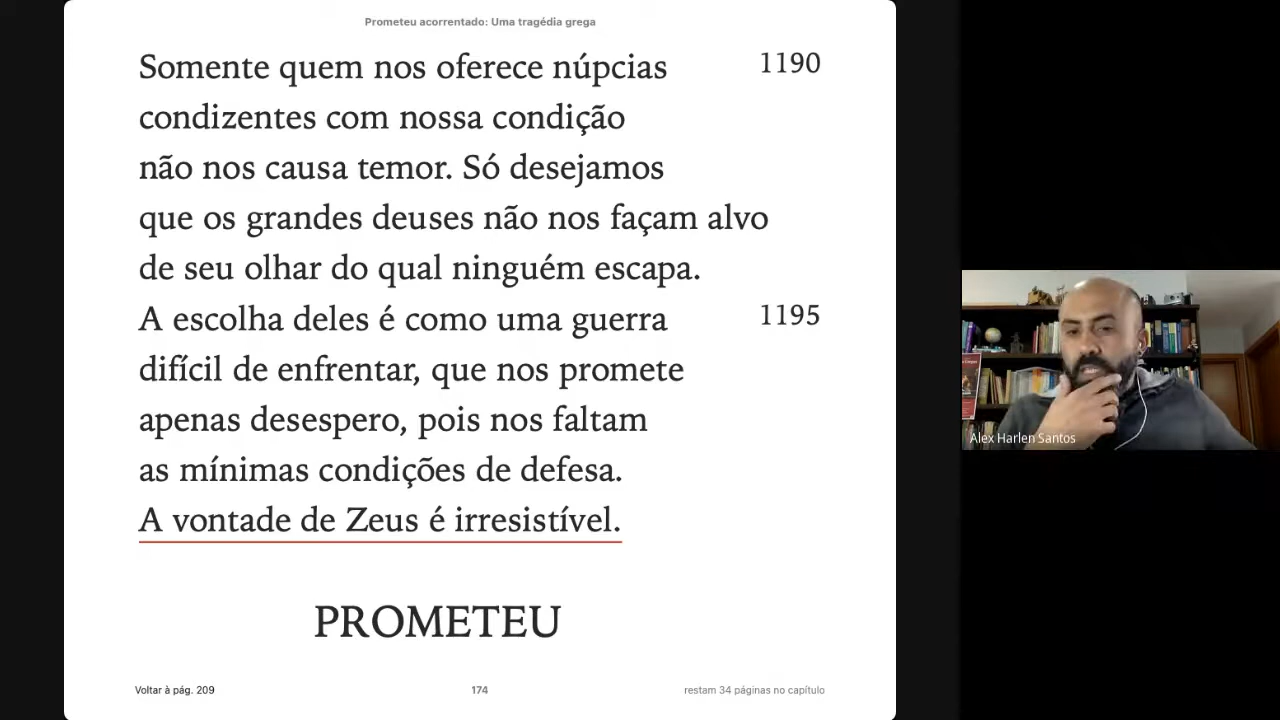 Prometeu acorrentado: Uma tragédia grega
Somente quem nos oferece núpcias 1190
condizentes com nossa condição
não nos causa temor. Só desejamos
que os grandes deuses não nos façam alvo
de seu olhar do qual ninguém escapa.
A escolha deles é como uma guerra 1195
difícil de enfrentar, que nos promete
apenas desespero, pois nos faltam
as mínimas condições de defesa.
A vontade de Zeus é irresistível.
PROMETEU
Voltar à pág. 209 174 restam 34 páginas no capítulo
Alex Harlen Santos